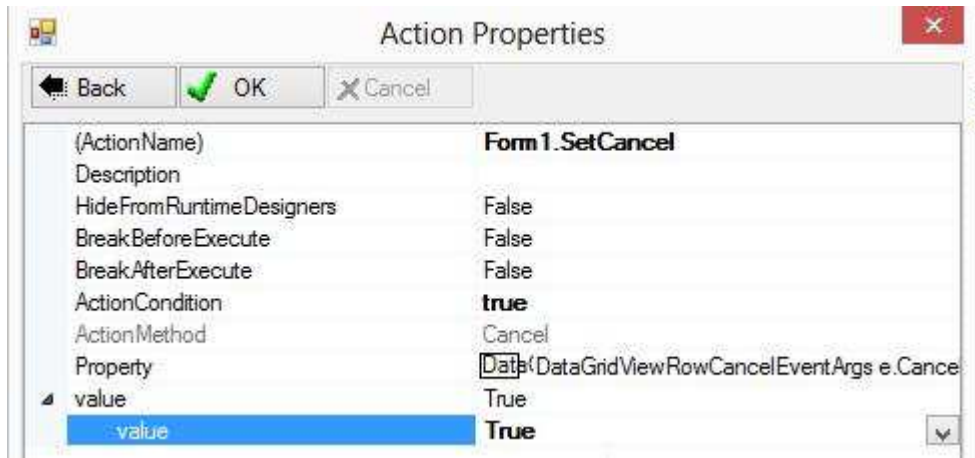 Action Properties
Back OK Cancel
(ActionName) Form1.SetCancel
Description
HideFromRuntimeDesigners False
BreakBeforeExecute False
BreakAfterExecute False
ActionCondition true
ActionMethod Cancel
Property Data(DataGridViewRowCancelEventArgs e.Cance
value True
value True